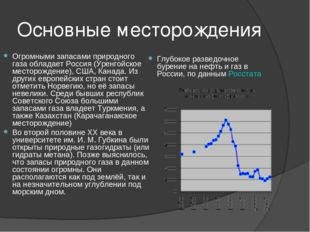 Основные месторождения
Огромными запасами природного
газа обладает Россия (Уренгойское
месторождение), США, Канада. Из
других европейских стран стоит
отметить Норвегию, но её запасы
невелики. Среди бывших республик
Советского Союза большими
запасами газа владеет Туркмения, а
также Казахстан (Карачаганакское
месторождение)
Во второй половине XX века в
университете им. И. М. Губкина были
открыты природные газогидраты (или
гидраты метана). Позже выяснилось,
что запасы природного газа в данном
состоянии огромны. Они
располагаются как под землёй, так и
на незначительном углублении под
морским дном.
Глубокое разведочное
бурение на нефть и газ в
России, по данным Росстата